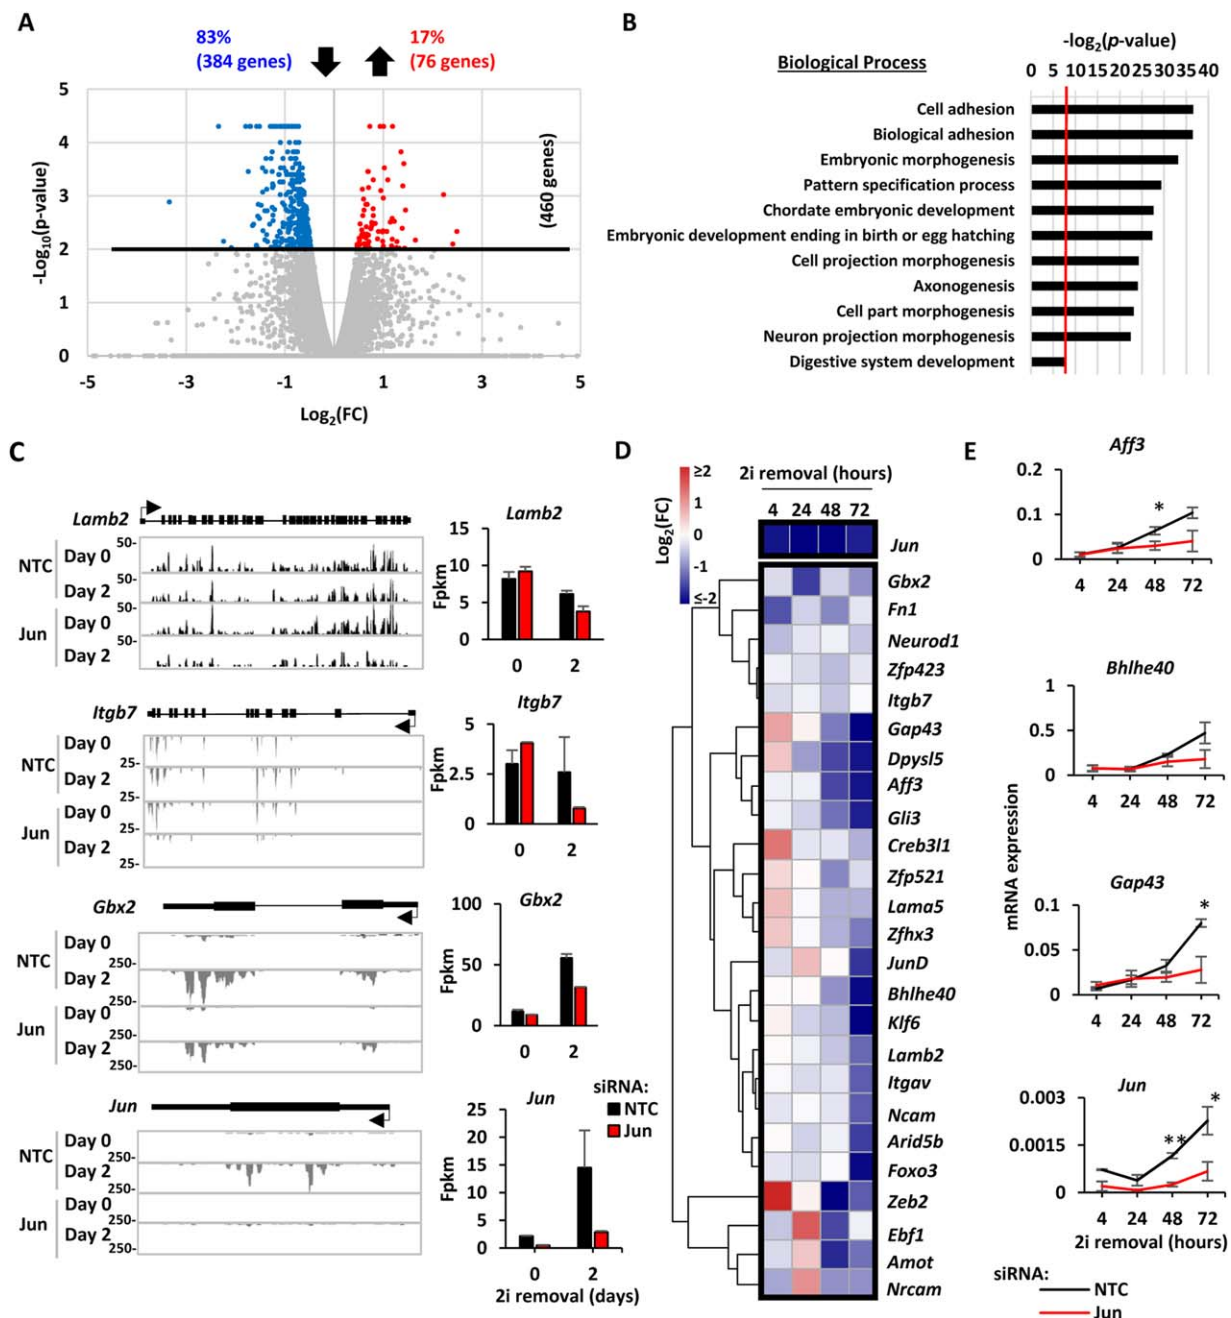 A
83%
(384 genes)
17%
(76 genes)
5
4
3
2
1
0
-Log10(p-value)
(460 genes)
-5
-3
-1
1
3
5
Log2(FC)
B
-log2(p-value)
Biological Process
0 5 10 15 20 25 30 35 40
Cell adhesion
Biological adhesion
Embryonic morphogenesis
Pattern specification process
Chordate embryonic development
Embryonic development ending in birth or egg hatching
Cell projection morphogenesis
Axonogenesis
Cell part morphogenesis
Neuron projection morphogenesis
Digestive system development
C
Lamb2
NTC
Day 0
50-
Day 2
50-
Jun
Day 0
50-
Day 2
50-
Lamb2
Fpkm
15
10
5
0
0 2
Itgb7
NTC
Day 0
25-
Day 2
25-
Jun
Day 0
25-
Day 2
25-
Itgb7
Fpkm
5
2.5
0
0 2
Gbx2
NTC
Day 0
250-
Day 2
250-
Jun
Day 0
250-
Day 2
250-
Gbx2
Fpkm
100
50
0
0 2
Jun
NTC
Day 0
250-
Day 2
250-
Jun
Day 0
250-
Day 2
250-
Jun
siRNA:
NTC
Jun
Fpkm
25
20
15
10
5
0
0 2
2i removal (days)
D
Log2(FC)
≥2
1
0
-1
≤-2
2i removal (hours)
4 24 48 72
Jun
Gbx2
Fn1
Neurod1
Zfp423
Itgb7
Gap43
Dpysl5
Aff3
Gli3
Creb3l1
Zfp521
Lama5
Zfhx3
JunD
Bhlhe40
Klf6
Lamb2
Itgav
Ncam
Arid5b
Foxo3
Zeb2
Ebf1
Amot
Nrcam
E
mRNA expression
Aff3
0.2
0.1
0
*
4 24 48 72
Bhlhe40
1
0.5
0
4 24 48 72
Gap43
0.1
0.05
0
*
4 24 48 72
Jun
0.003
0.0015
0
**
*
4 24 48 72
2i removal (hours)
siRNA:
NTC
Jun